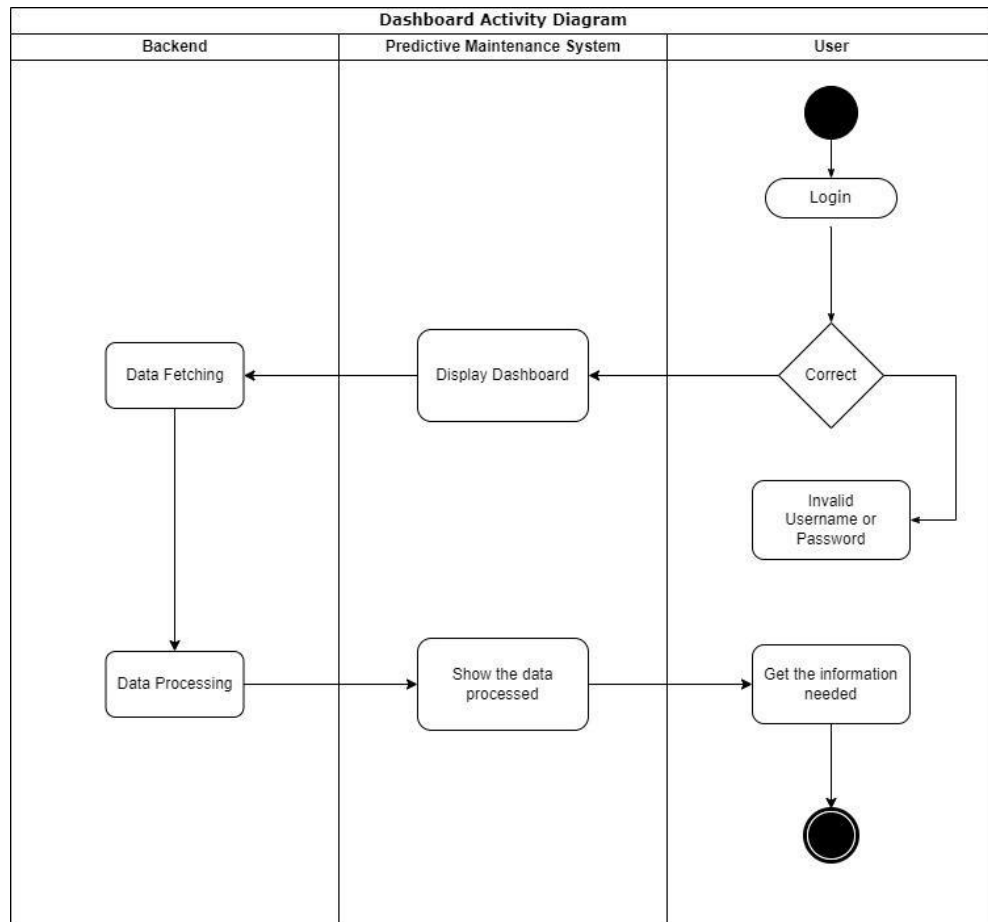 Dashboard Activity Diagram
Backend
Predictive Maintenance System
User
Login
Data Fetching
Display Dashboard
Correct
Invalid
Username or
Password
Data Processing
Show the data
processed
Get the information
needed